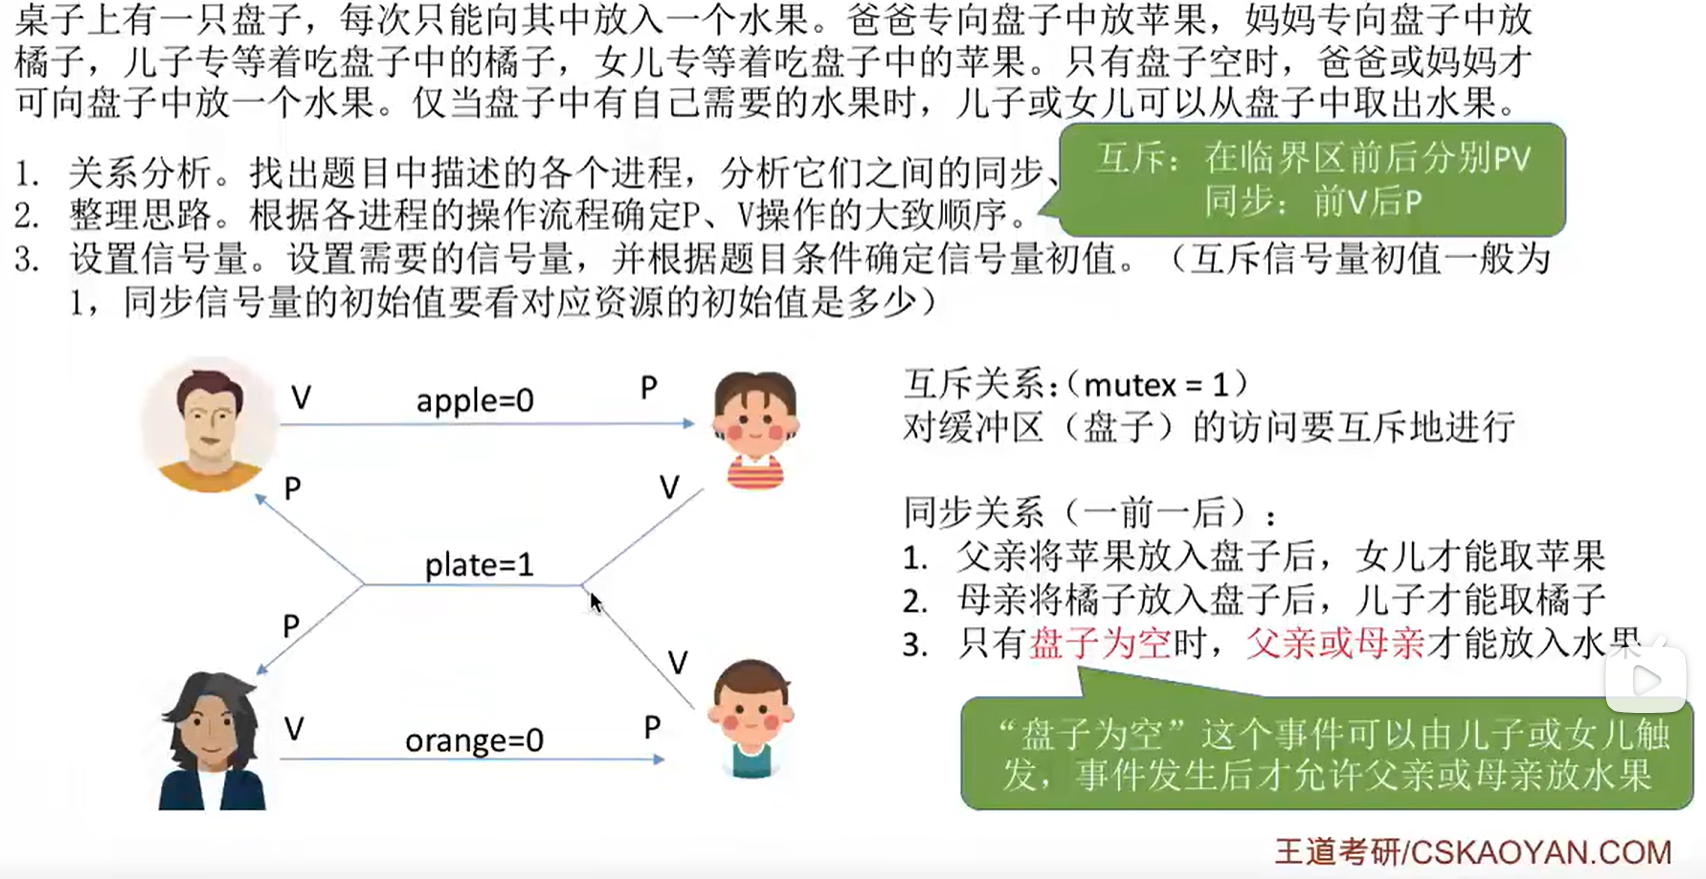 桌子上有一只盘子，每次只能向其中放入一个水果。爸爸专向盘子中放苹果，妈妈专向盘子中放
橘子，儿子专等着吃盘子中的橘子，女儿专等着吃盘子中的苹果。只有盘子空时，爸爸或妈妈才
可向盘子中放一个水果。仅当盘子中有自己需要的水果时，儿子或女儿可以从盘子中取出水果。
1. 关系分析。找出题目中描述的各个进程，分析它们之间的同步、
2. 整理思路。根据各进程的操作流程确定P、V操作的大致顺序。
3. 设置信号量。设置需要的信号量，并根据题目条件确定信号量初值。（互斥信号量初值一般为
1，同步信号量的初始值要看对应资源的初始值是多少）
互斥：在临界区前后分别PV
同步：前V后P
V apple=0 P
P V
plate=1
P V
V orange=0 P
互斥关系：（mutex = 1）
对缓冲区（盘子）的访问要互斥地进行
同步关系（一前一后）：
1. 父亲将苹果放入盘子后，女儿才能取苹果
2. 母亲将橘子放入盘子后，儿子才能取橘子
3. 只有盘子为空时，父亲或母亲才能放入水果
“盘子为空”这个事件可以由儿子或女儿触
发，事件发生后才允许父亲或母亲放水果
王道考研/CSKAOYAN.COM